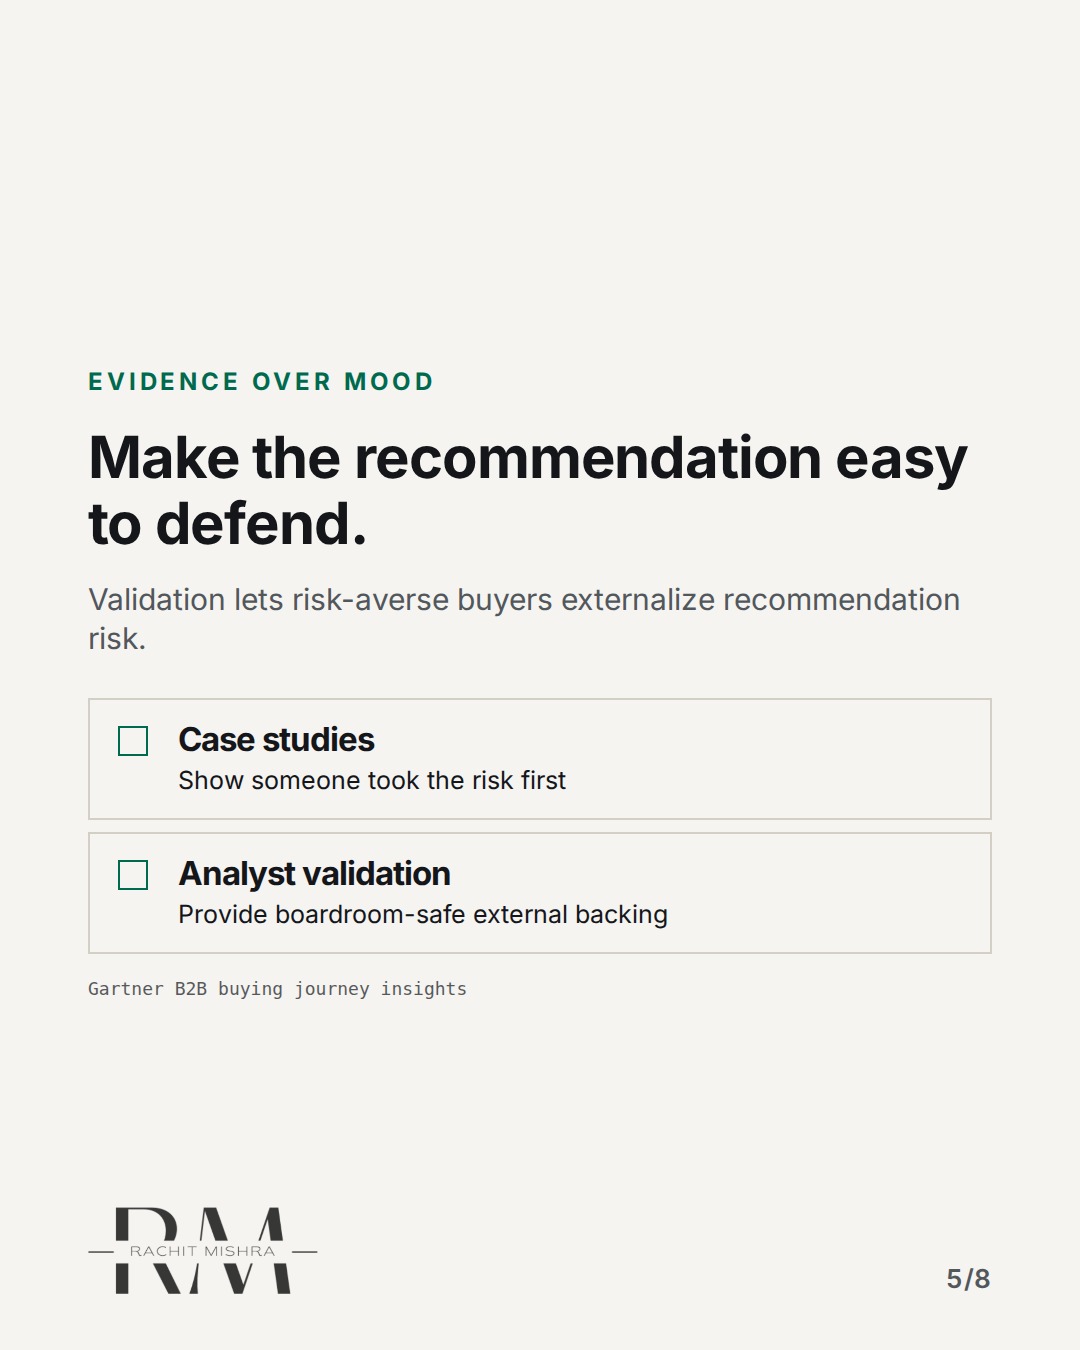 EVIDENCE OVER MOOD
Make the recommendation easy
to defend.
Validation lets risk-averse buyers externalize recommendation
risk.
Case studies
Show someone took the risk first
Analyst validation
Provide boardroom-safe external backing
Gartner B2B buying journey insights
RM
RACHIT MISHRA
5/8